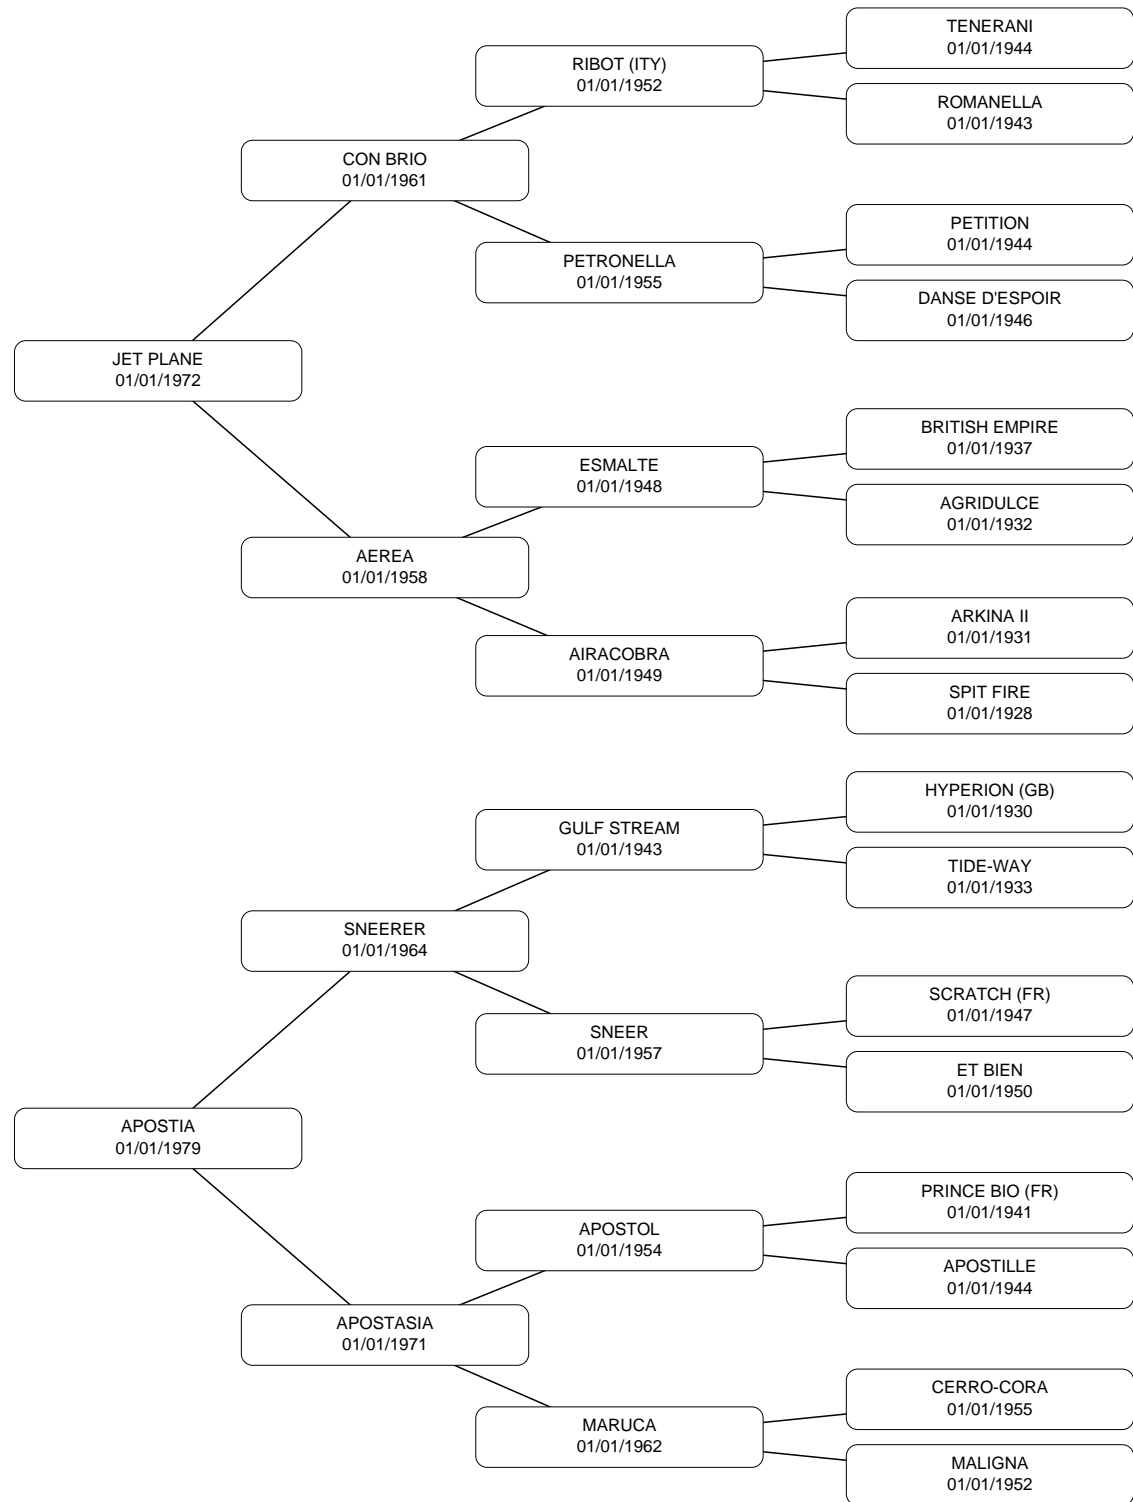 TENERANI
01/01/1944
RIBOT (ITY)
01/01/1952
ROMANELLA
01/01/1943
CON BRIO
01/01/1961
PETITION
01/01/1944
PETRONELLA
01/01/1955
DANSE D'ESPOIR
01/01/1946
JET PLANE
01/01/1972
BRITISH EMPIRE
01/01/1937
ESMALTE
01/01/1948
AGRIDULCE
01/01/1932
AEREA
01/01/1958
ARKINA II
01/01/1931
AIRACOBRA
01/01/1949
SPIT FIRE
01/01/1928
HYPERION (GB)
01/01/1930
GULF STREAM
01/01/1943
TIDE-WAY
01/01/1933
SNEERER
01/01/1964
SCRATCH (FR)
01/01/1947
SNEER
01/01/1957
ET BIEN
01/01/1950
APOSTIA
01/01/1979
PRINCE BIO (FR)
01/01/1941
APOSTOL
01/01/1954
APOSTILLE
01/01/1944
APOSTASIA
01/01/1971
CERRO-CORA
01/01/1955
MARUCA
01/01/1962
MALIGNA
01/01/1952